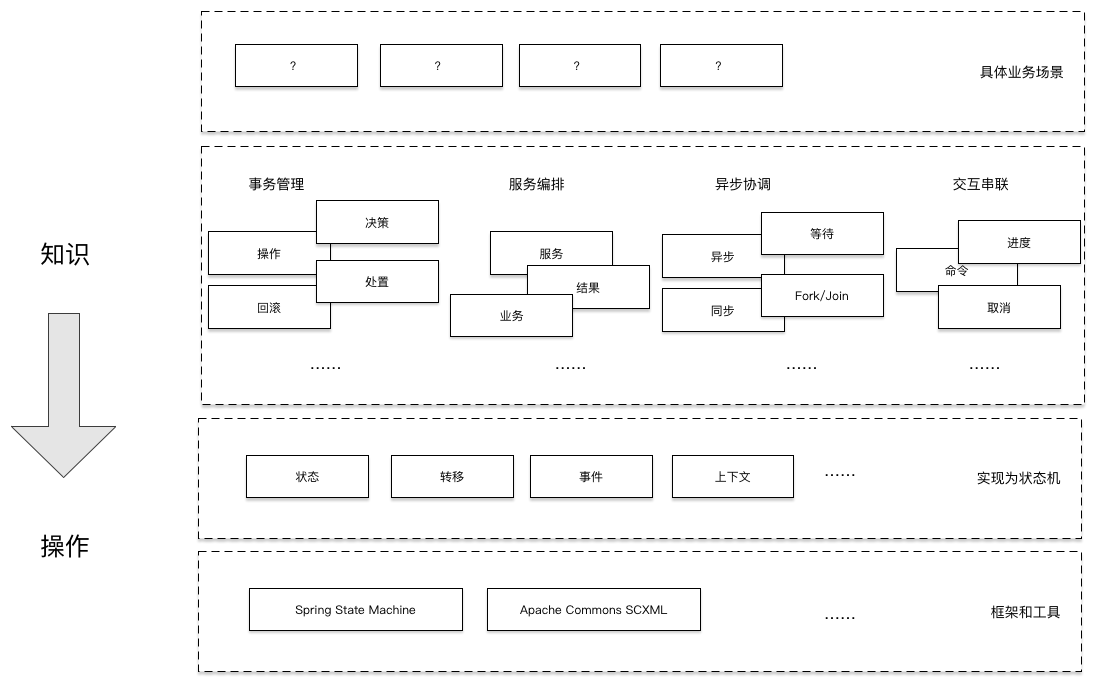 ? ? ? ?
具体业务场景
事务管理 服务编排 异步协调 交互串联
决策
操作
处置
回滚
服务
结果
业务
等待
异步
Fork/Join
同步
进度
命令
取消
...... ...... ...... ......
知识
操作
状态 转移 事件 上下文 ......
实现为状态机
Spring State Machine Apache Commons SCXML ......
框架和工具